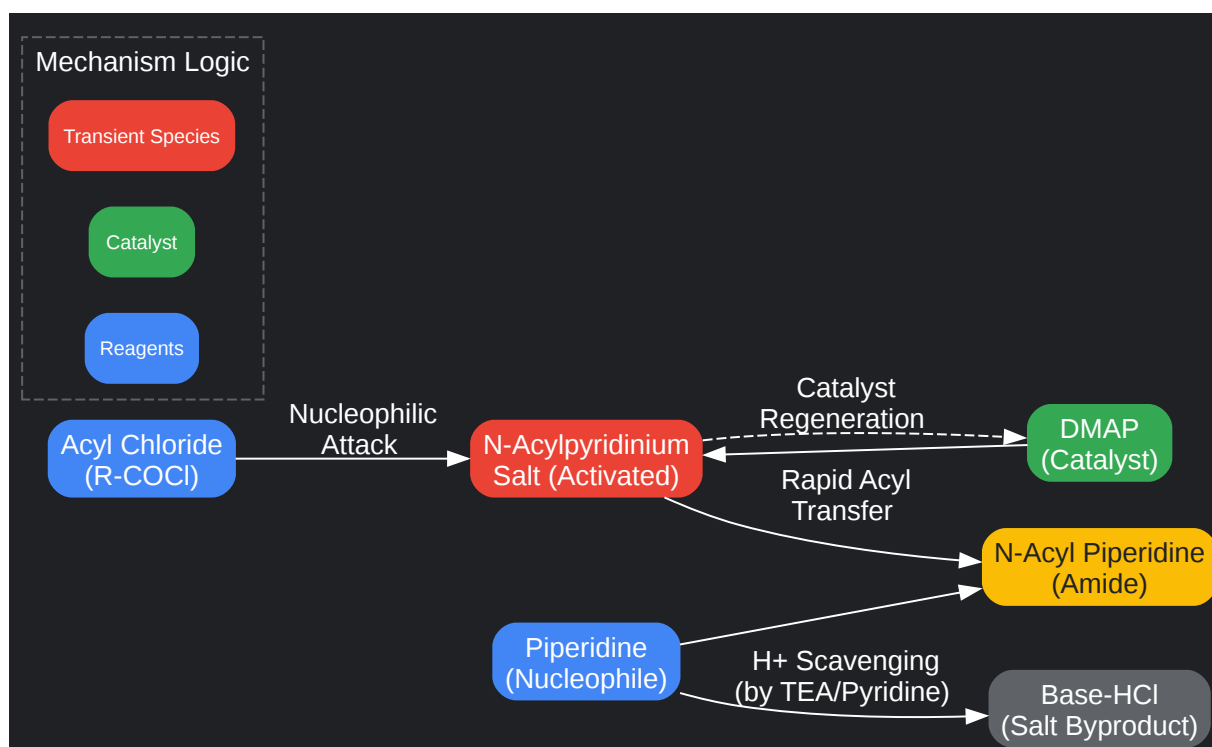 Mechanism Logic
Transient Species
Catalyst
Reagents
Acyl Chloride
(R-COCl)
Nucleophilic
Attack
N-Acylpyridinium
Salt (Activated)
Catalyst
Regeneration
DMAP
(Catalyst)
Rapid Acyl
Transfer
N-Acyl Piperidine
(Amide)
Piperidine
(Nucleophile)
H+ Scavenging
(by TEA/Pyridine)
Base-HCl
(Salt Byproduct)